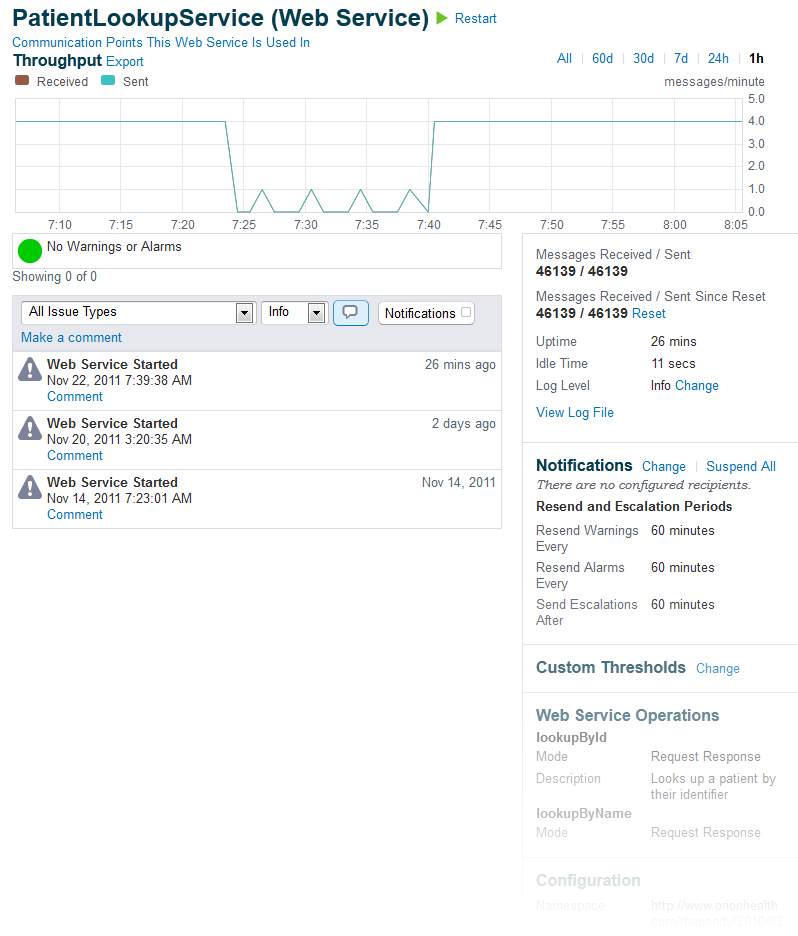 PatientLookupService (Web Service) Restart
Communication Points This Web Service Is Used In
Throughput Export
All 60d 30d 7d 24h 1h
Received Sent
messages/minute
5.0
4.0
3.0
2.0
1.0
0.0
7:10 7:15 7:20 7:25 7:30 7:35 7:40 7:45 7:50 7:55 8:00 8:05
No Warnings or Alarms
Showing 0 of 0
All Issue Types Info Notifications
Make a comment
Web Service Started 26 mins ago
Nov 22, 2011 7:39:38 AM
Comment
Web Service Started 2 days ago
Nov 20, 2011 3:20:35 AM
Comment
Web Service Started Nov 14, 2011
Nov 14, 2011 7:23:01 AM
Comment
Messages Received / Sent
46139 / 46139
Messages Received / Sent Since Reset
46139 / 46139 Reset
Uptime 26 mins
Idle Time 11 secs
Log Level Info Change
View Log File
Notifications Change Suspend All
There are no configured recipients.
Resend and Escalation Periods
Resend Warnings 60 minutes
Every
Resend Alarms 60 minutes
Every
Send Escalations 60 minutes
After
Custom Thresholds Change
Web Service Operations
lookupById
Mode Request Response
Description Looks up a patient by
their identifier
lookupByName
Mode Request Response
Configuration
Namespace http://www.orionhealth.
com/rhapsody/2010/03